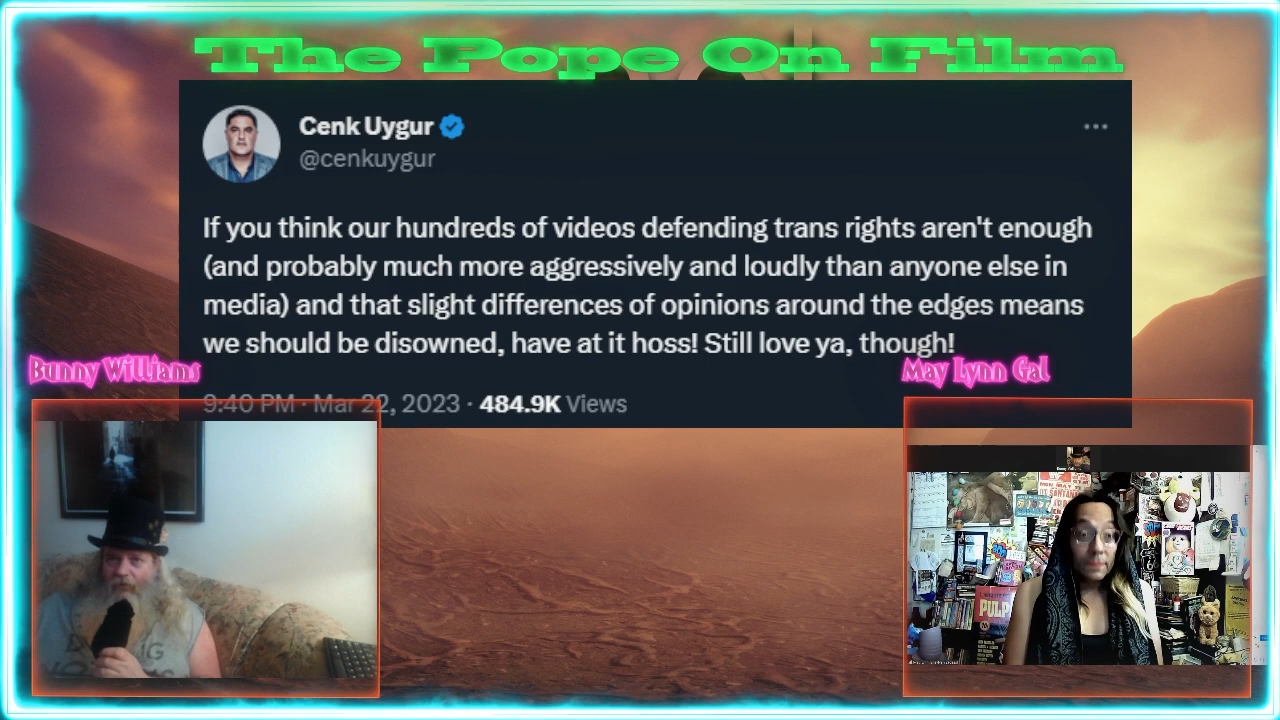 The Pope On Film
Cenk Uygur
@cenkuygur
If you think our hundreds of videos defending trans rights aren't enough
(and probably much more aggressively and loudly than anyone else in
media) and that slight differences of opinions around the edges means
we should be disowned, have at it hoss! Still love ya, though!
9:40 PM · Mar 22, 2023 · 484.9K Views
Bunny Williams
May Lynn Gal
PULP